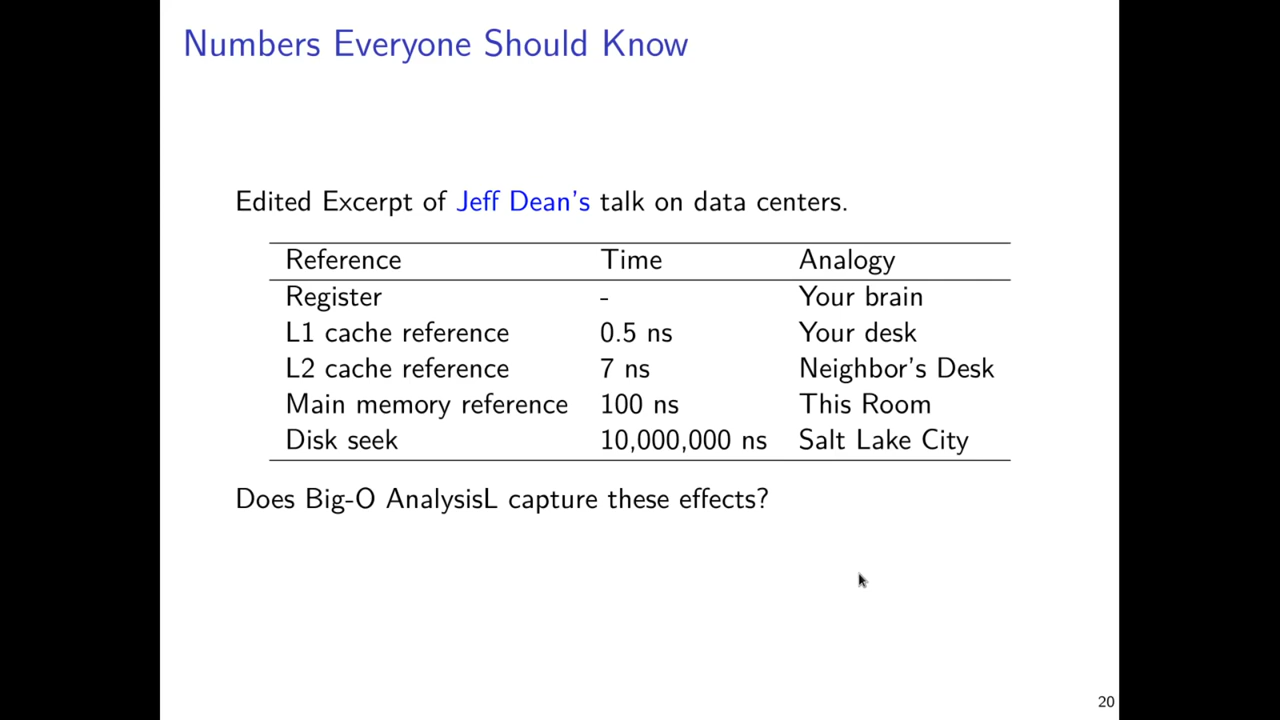 Numbers Everyone Should Know
Edited Excerpt of Jeff Dean's talk on data centers.
Reference Time Analogy
Register - Your brain
L1 cache reference 0.5 ns Your desk
L2 cache reference 7 ns Neighbor's Desk
Main memory reference 100 ns This Room
Disk seek 10,000,000 ns Salt Lake City
Does Big-O AnalysisL capture these effects?
20